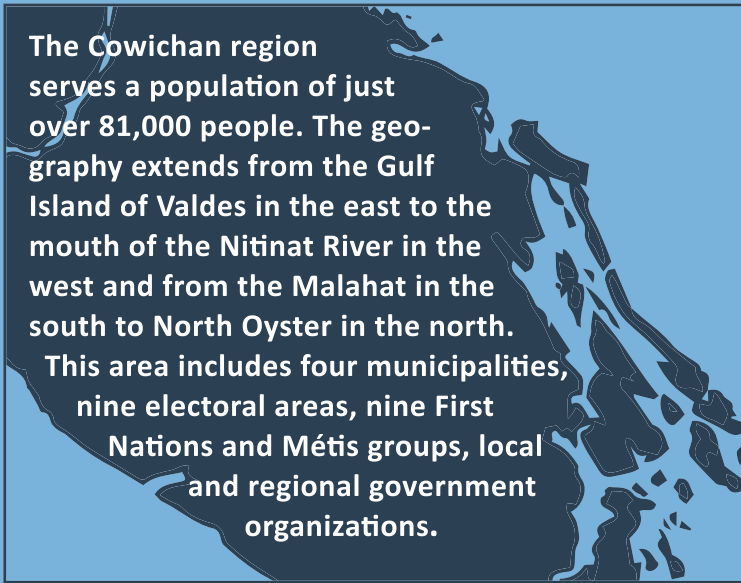 The Cowichan region
serves a population of just
over 81,000 people. The geo-
graphy extends from the Gulf
Island of Valdes in the east to the
mouth of the Nitinat River in the
west and from the Malahat in the
south to North Oyster in the north.
This area includes four municipalities,
nine electoral areas, nine First
Nations and Métis groups, local
and regional government
organizations.